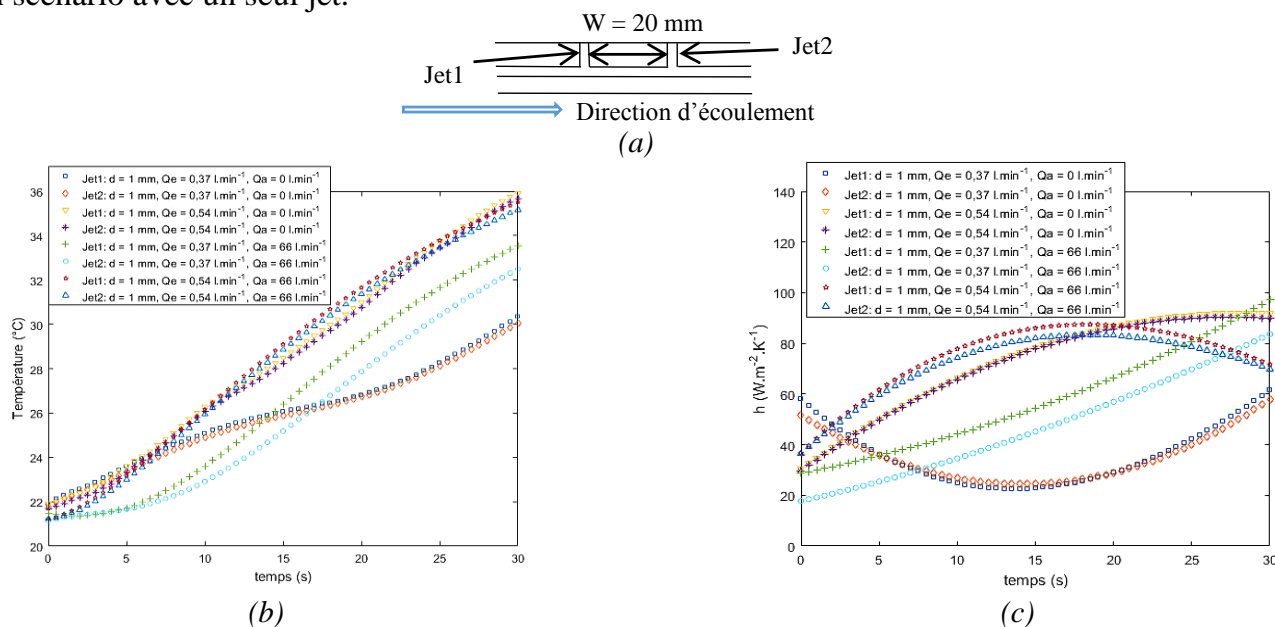 scénario avec un seul jet.
W = 20 mm
Jet1
Jet2
Direction d'écoulement
(a)
Jet1: d = 1 mm, Qe = 0,37 l.min⁻¹, Qa = 0 l.min⁻¹
Jet2: d = 1 mm, Qe = 0,37 l.min⁻¹, Qa = 0 l.min⁻¹
Jet1: d = 1 mm, Qe = 0,54 l.min⁻¹, Qa = 0 l.min⁻¹
Jet2: d = 1 mm, Qe = 0,54 l.min⁻¹, Qa = 0 l.min⁻¹
Jet1: d = 1 mm, Qe = 0,37 l.min⁻¹, Qa = 66 l.min⁻¹
Jet2: d = 1 mm, Qe = 0,37 l.min⁻¹, Qa = 66 l.min⁻¹
Jet1: d = 1 mm, Qe = 0,54 l.min⁻¹, Qa = 66 l.min⁻¹
Jet2: d = 1 mm, Qe = 0,54 l.min⁻¹, Qa = 66 l.min⁻¹
36
34
32
30
28
26
24
22
20
Température (°C)
0 5 10 15 20 25 30
temps (s)
(b)
Jet1: d = 1 mm, Qe = 0,37 l.min⁻¹, Qa = 0 l.min⁻¹
Jet2: d = 1 mm, Qe = 0,37 l.min⁻¹, Qa = 0 l.min⁻¹
Jet1: d = 1 mm, Qe = 0,54 l.min⁻¹, Qa = 0 l.min⁻¹
Jet2: d = 1 mm, Qe = 0,54 l.min⁻¹, Qa = 0 l.min⁻¹
Jet1: d = 1 mm, Qe = 0,37 l.min⁻¹, Qa = 66 l.min⁻¹
Jet2: d = 1 mm, Qe = 0,37 l.min⁻¹, Qa = 66 l.min⁻¹
Jet1: d = 1 mm, Qe = 0,54 l.min⁻¹, Qa = 66 l.min⁻¹
Jet2: d = 1 mm, Qe = 0,54 l.min⁻¹, Qa = 66 l.min⁻¹
140
120
100
80
60
40
20
0
h (W.m⁻².K⁻¹)
0 5 10 15 20 25 30
temps (s)
(c)